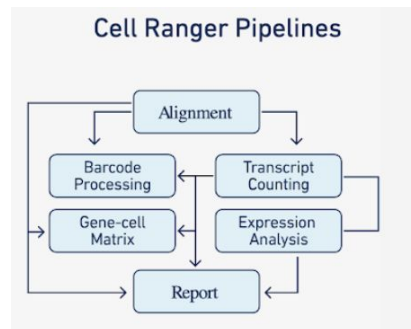 Cell Ranger Pipelines
Alignment
Barcode
Processing
Transcript
Counting
Gene-cell
Matrix
Expression
Analysis
Report